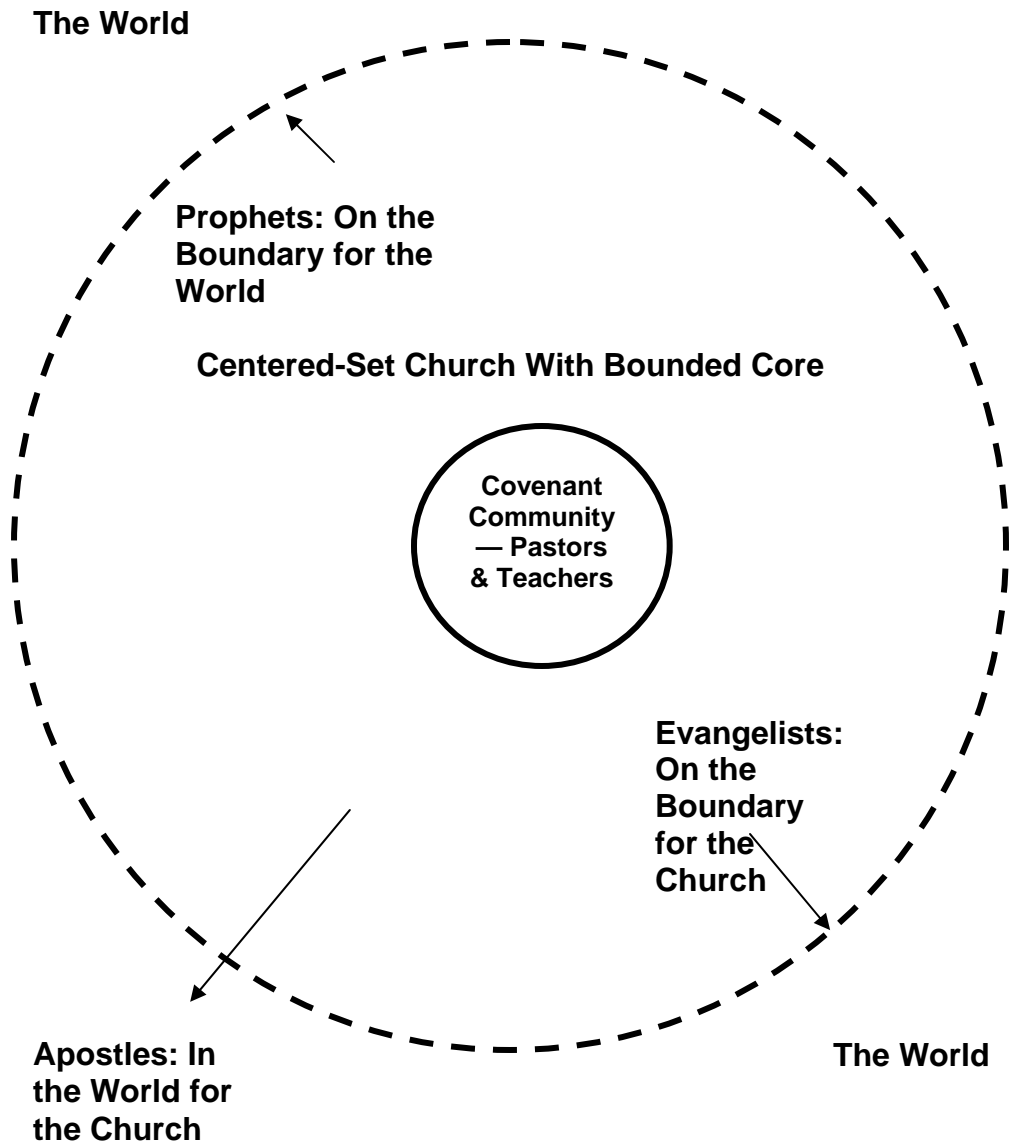 The World
Prophets: On the
Boundary for the
World
Centered-Set Church With Bounded Core
Covenant
Community
— Pastors
& Teachers
Evangelists:
On the
Boundary
for the
Church
Apostles: In
the World for
the Church
The World